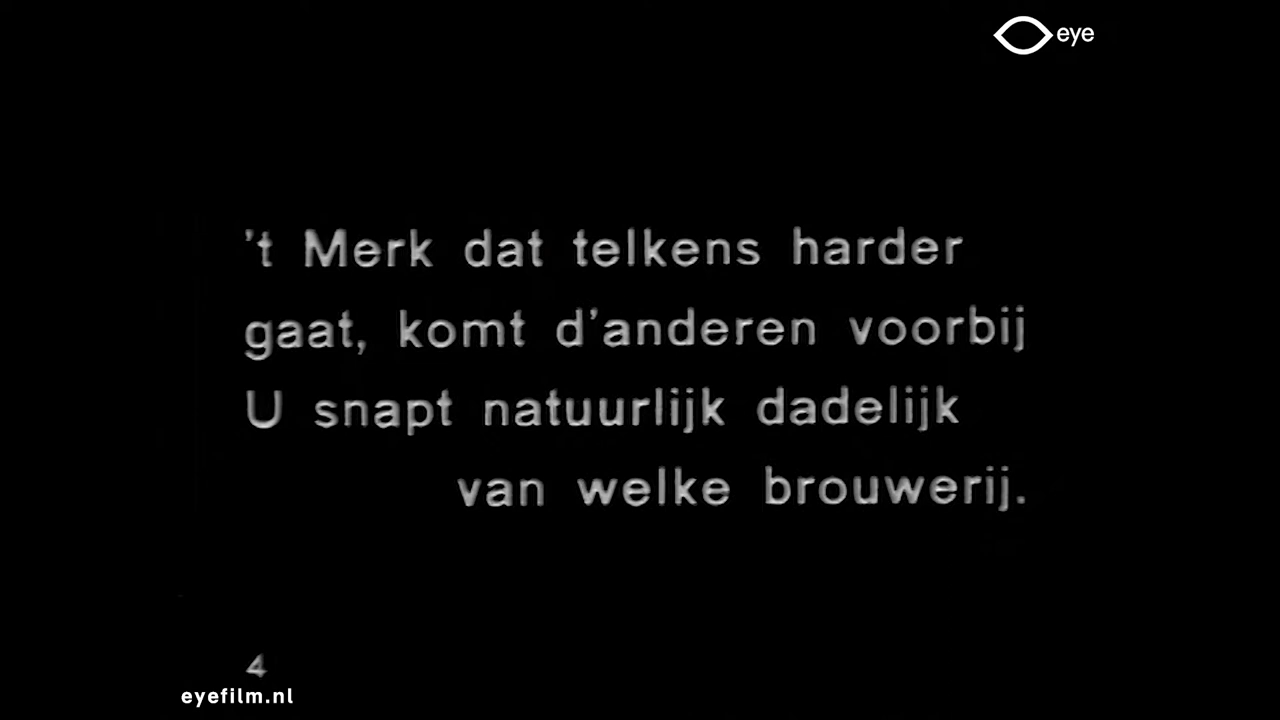 eye
't Merk dat telkens harder
gaat, komt d'anderen voorbij
U snapt natuurlijk dadelijk
van welke brouwerij.
4
eyefilm.nl